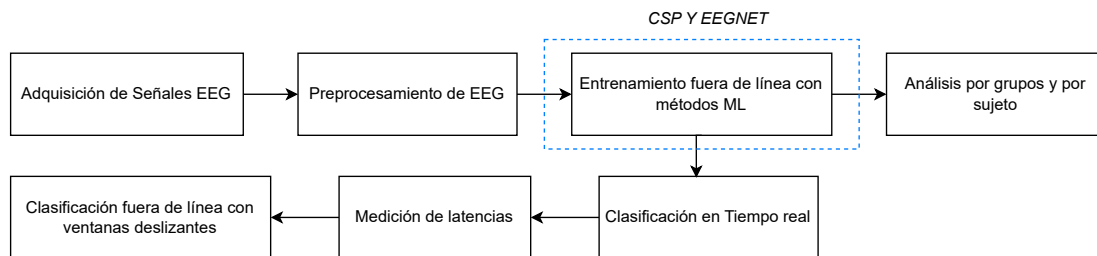 CSP Y EEGNET
Adquisición de Señales EEG
Preprocesamiento de EEG
Entrenamiento fuera de línea con
métodos ML
Análisis por grupos y por
sujeto
Clasificación fuera de línea con
ventanas deslizantes
Medición de latencias
Clasificación en Tiempo real